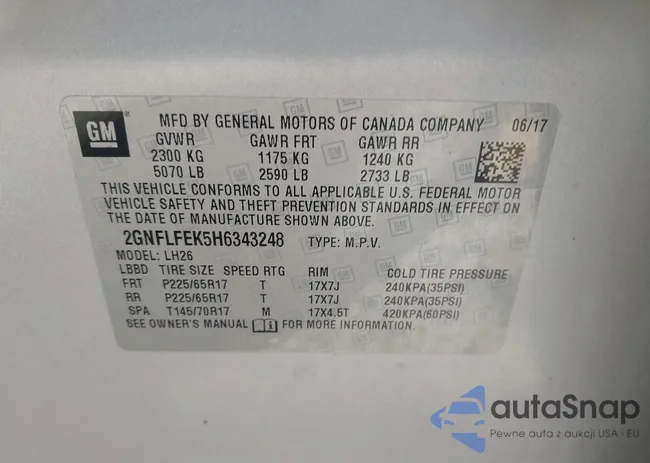 GM
MFD BY GENERAL MOTORS OF CANADA COMPANY 06/17
GVWR GAWR FRT GAWR RR
2300 KG 1175 KG 1240 KG
5070 LB 2590 LB 2733 LB
THIS VEHICLE CONFORMS TO ALL APPLICABLE U.S. FEDERAL MOTOR
VEHICLE SAFETY AND THEFT PREVENTION STANDARDS IN EFFECT ON
THE DATE OF MANUFACTURE SHOWN ABOVE.
2GNFLFEK5H6343248 TYPE: M.P.V.
MODEL: LH26
LBBD TIRE SIZE SPEED RTG RIM COLD TIRE PRESSURE
FRT P225/65R17 T 17X7J 240KPA(35PSI)
RR P225/65R17 T 17X7J 240KPA(35PSI)
SPA T145/70R17 M 17X4.5T 420KPA(60PSI)
SEE OWNER'S MANUAL FOR MORE INFORMATION.
autaSnap
Pewne auta z aukcji USA i EU